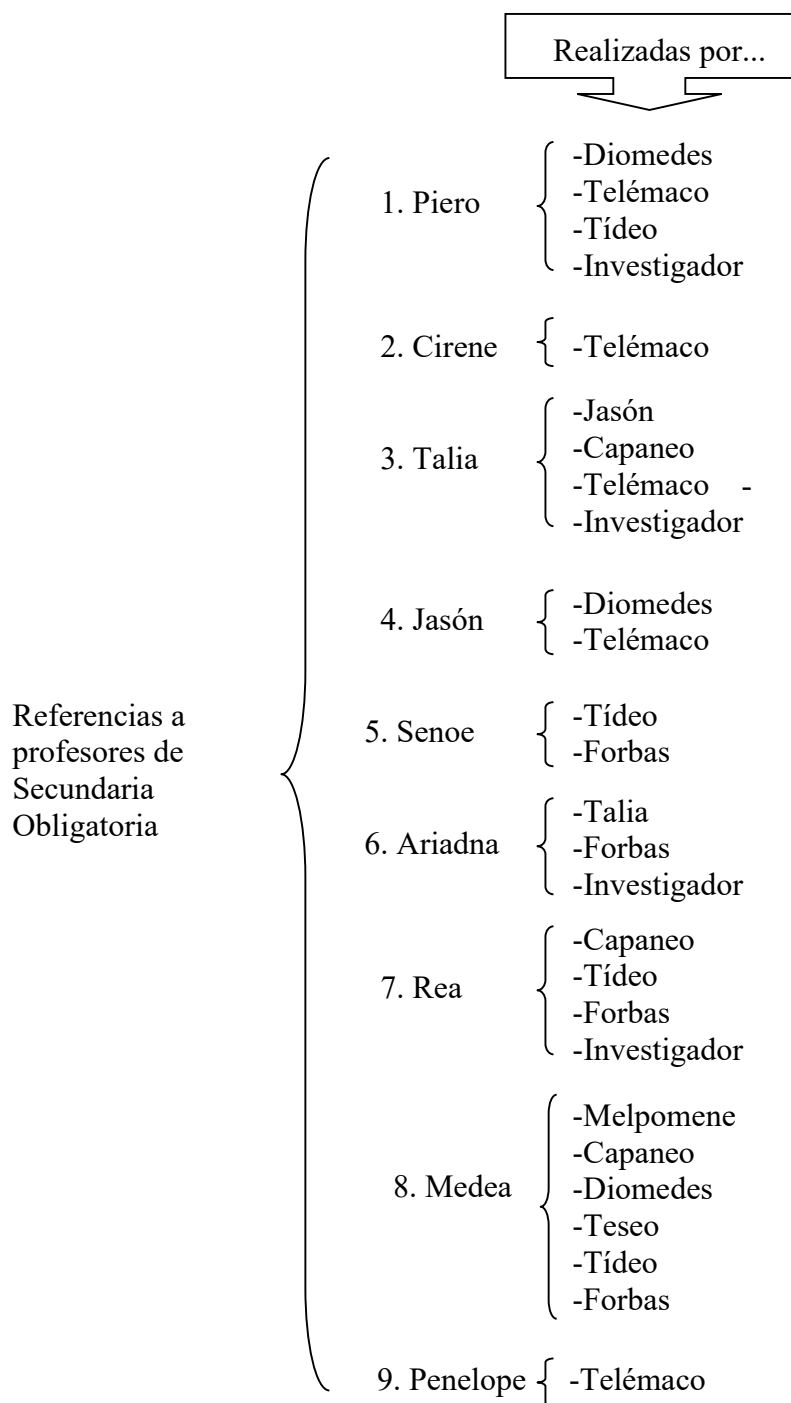 Realizadas por...
Referencias a
profesores de
Secundaria
Obligatoria
1. Piero
-Diomedes
-Telémaco
-Tídeo
-Investigador
2. Cirene
-Telémaco
3. Talia
-Jasón
-Capaneo
-Telémaco -
-Investigador
4. Jasón
-Diomedes
-Telémaco
5. Senoe
-Tídeo
-Forbas
6. Ariadna
-Talia
-Forbas
-Investigador
7. Rea
-Capaneo
-Tídeo
-Forbas
-Investigador
8. Medea
-Melpomene
-Capaneo
-Diomedes
-Teseo
-Tídeo
-Forbas
9. Penelope
-Telémaco